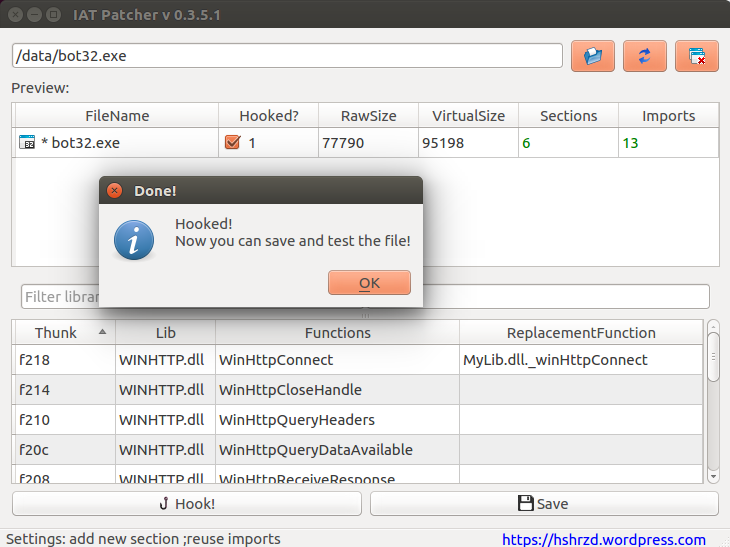 IAT Patcher v 0.3.5.1
/data/bot32.exe
Preview:
FileName Hooked? RawSize VirtualSize Sections Imports
* bot32.exe 1 77790 95198 6 13
Done!
Hooked!
Now you can save and test the file!
OK
Filter libra
Thunk Lib Functions ReplacementFunction
f218 WINHTTP.dll WinHttpConnect MyLib.dll._winHttpConnect
f214 WINHTTP.dll WinHttpCloseHandle
f210 WINHTTP.dll WinHttpQueryHeaders
f20c WINHTTP.dll WinHttpQueryDataAvailable
f208 WINHTTP.dll WinHttpReceiveResponse
Hook! Save
Settings: add new section ;reuse imports https://hshrzd.wordpress.com